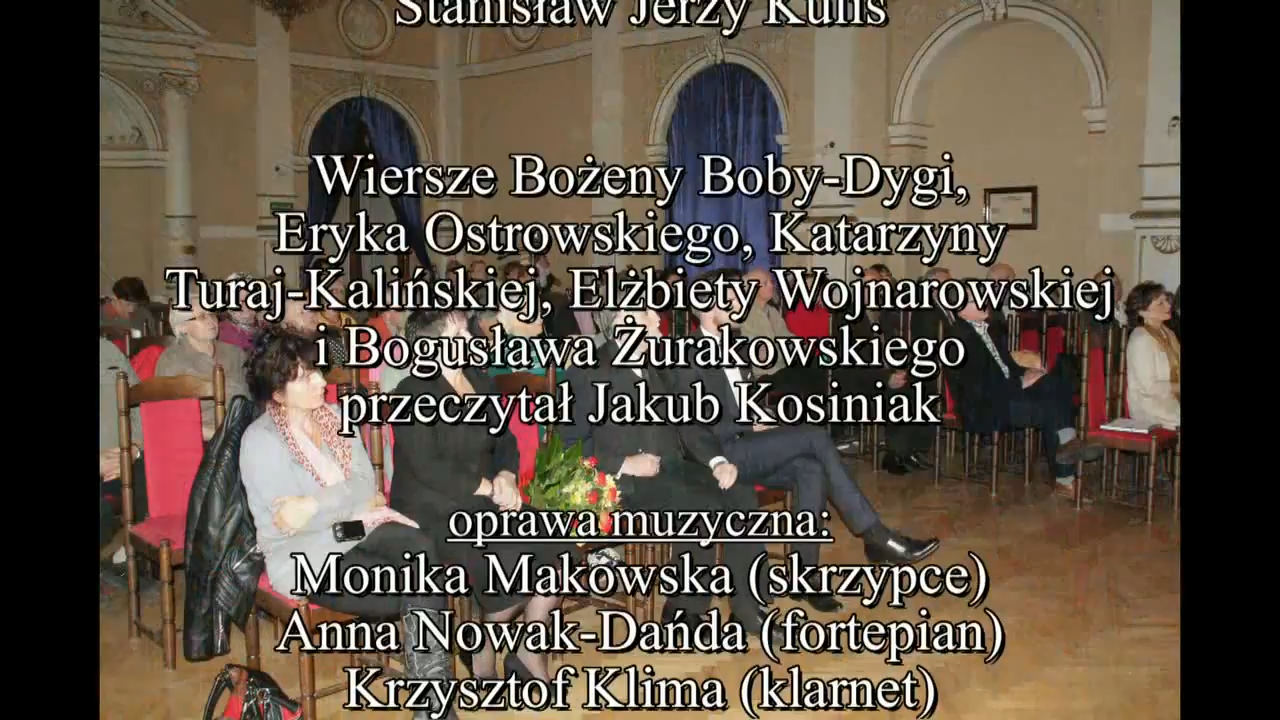 Stanisław Jerzy Kulis
Wiersze Bożeny Boby-Dygi,
Eryka Ostrowskiego, Katarzyny
Turaj-Kalińskiej, Elżbiety Wojnarowskiej
i Bogusława Żurakowskiego
przeczytał Jakub Kosiniak
oprawa muzyczna:
Monika Makowska (skrzypce)
Anna Nowak-Dańda (fortepian)
Krzysztof Klima (klarnet)